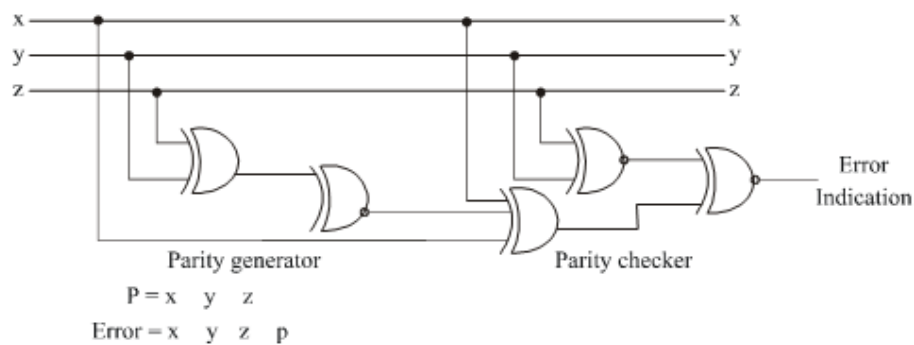 x x
y y
z z
Error
Indication
Parity generator Parity checker
P = x y z
Error = x y z p